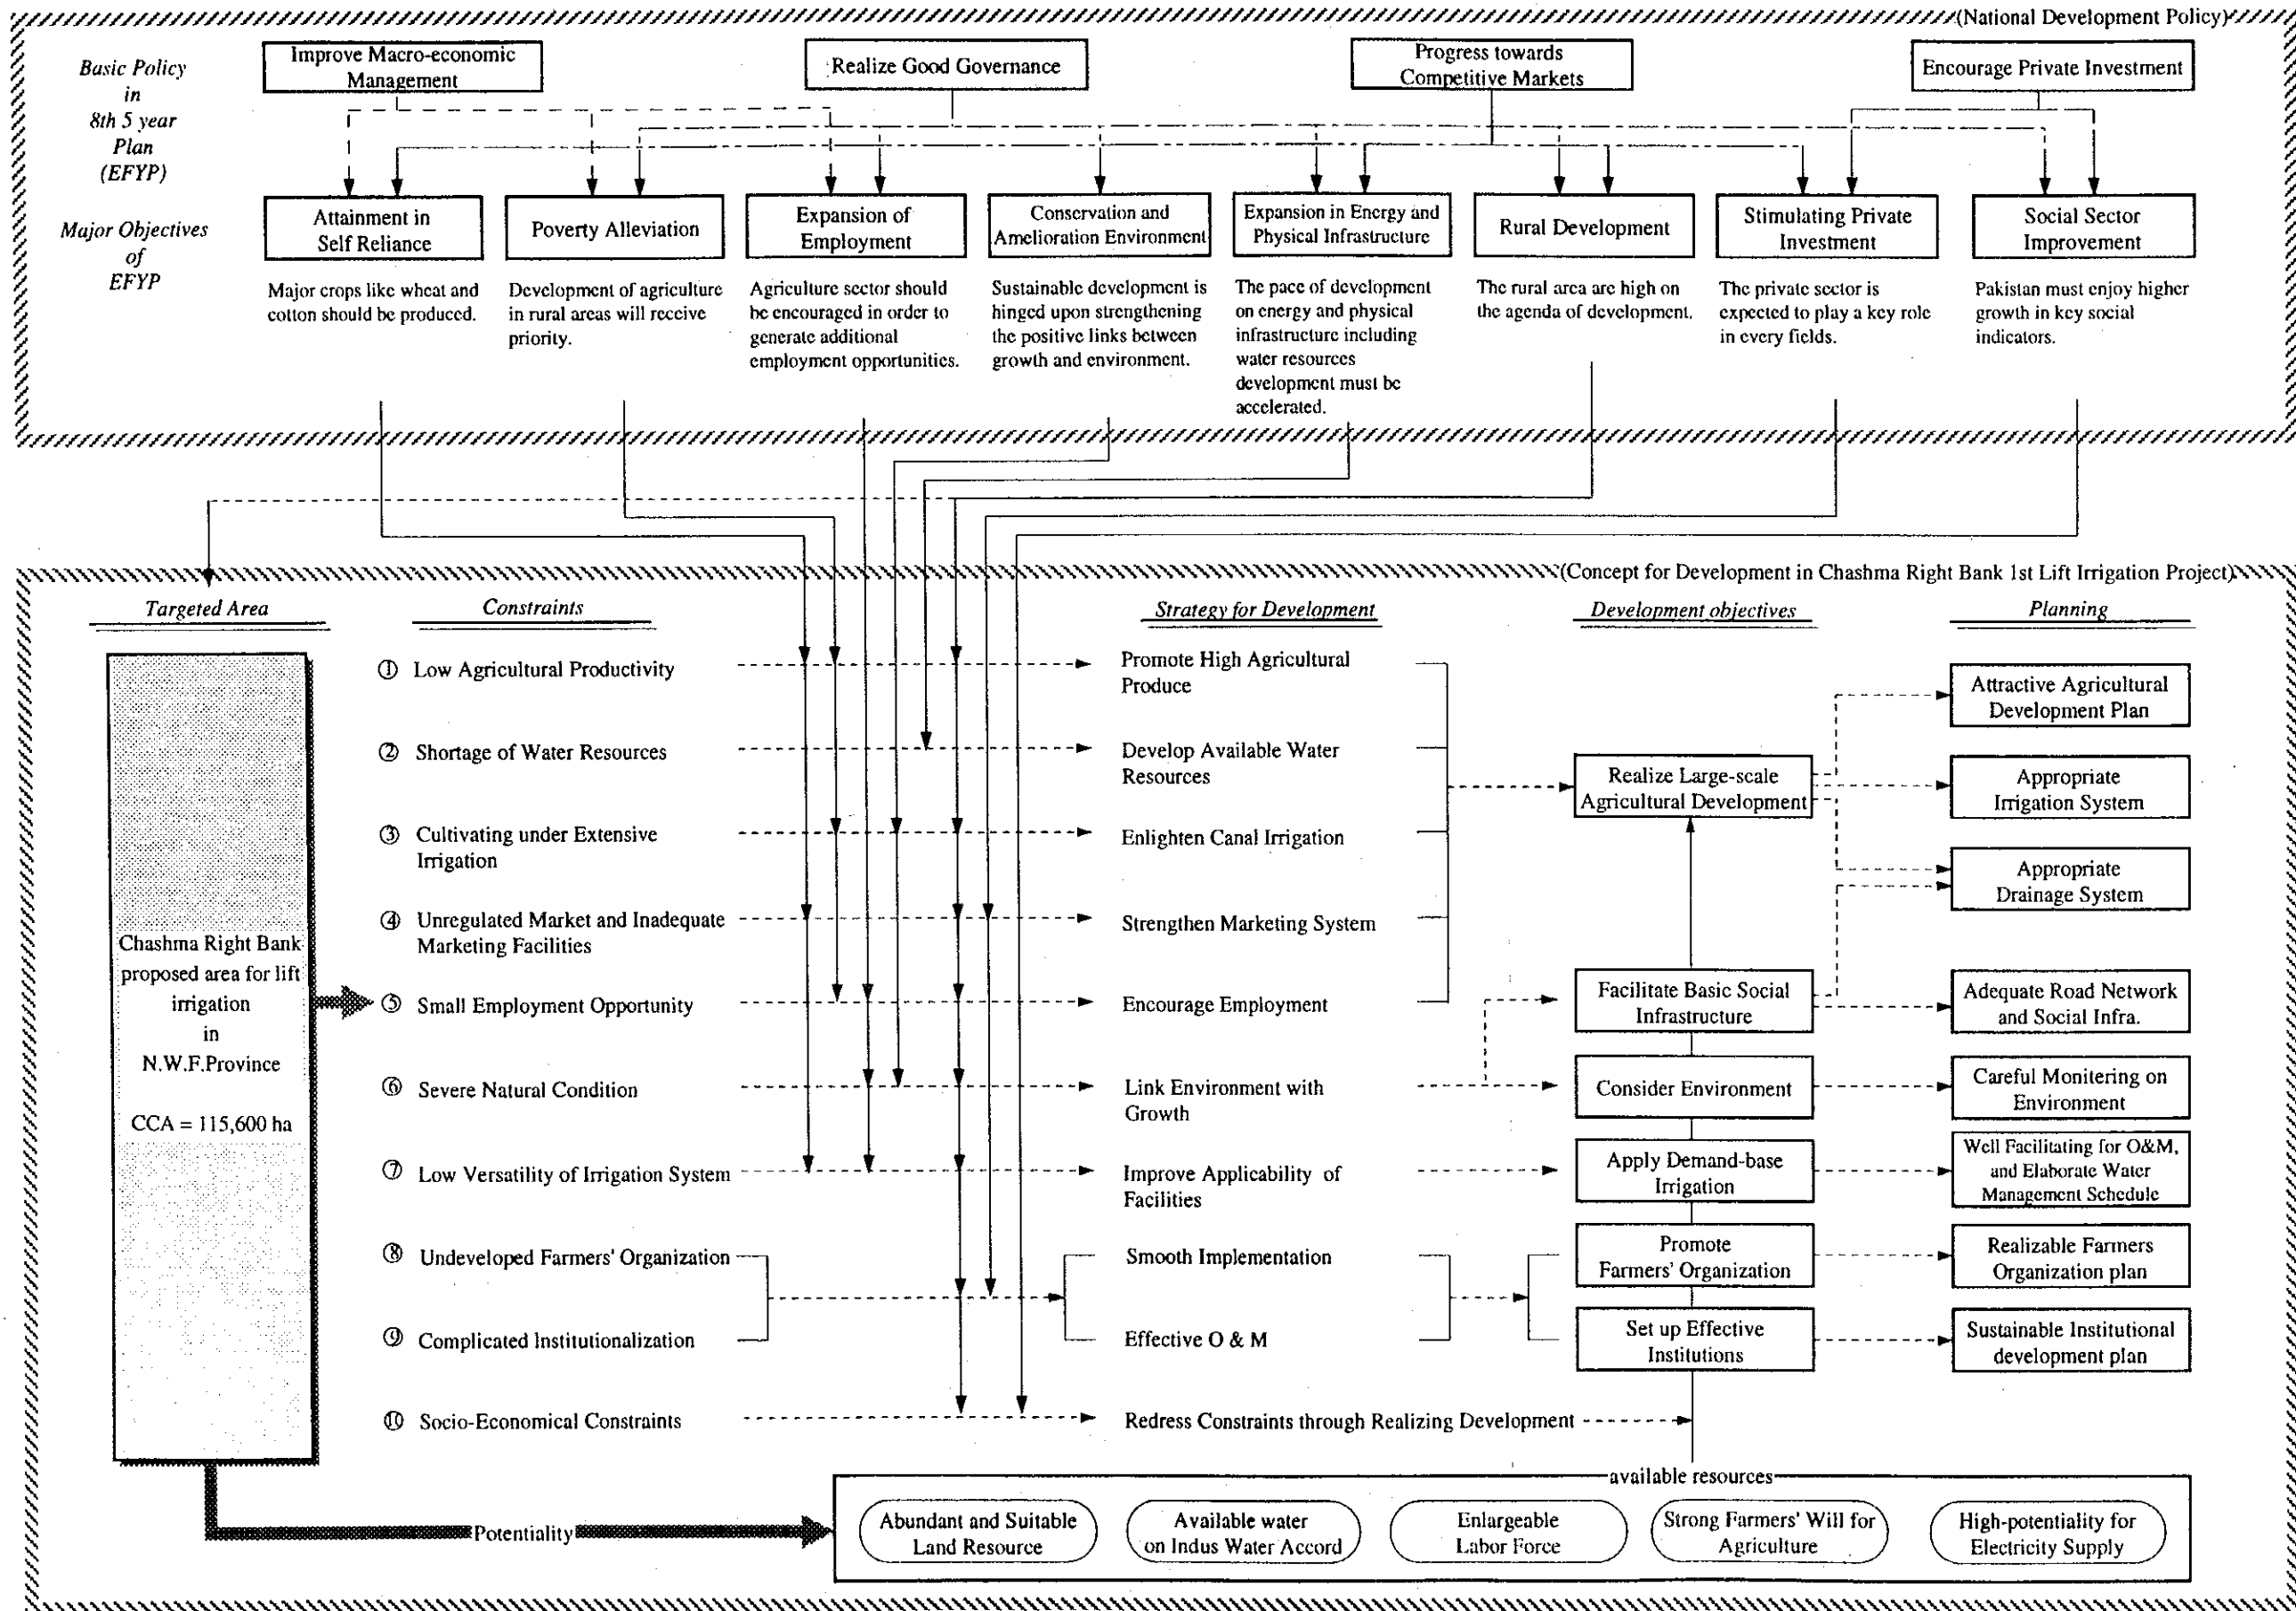 (National Development Policy)
Basic Policy
in
8th 5 year
Plan
(EFYP)
Improve Macro-economic
Management
Realize Good Governance
Progress towards
Competitive Markets
Encourage Private Investment
Major Objectives
of
EFYP
Attainment in
Self Reliance
Poverty Alleviation
Expansion of
Employment
Conservation and
Amelioration Environment
Expansion in Energy and
Physical Infrastructure
Rural Development
Stimulating Private
Investment
Social Sector
Improvement
Major crops like wheat and
cotton should be produced.
Development of agriculture
in rural areas will receive
priority.
Agriculture sector should
be encouraged in order to
generate additional
employment opportunities.
Sustainable development is
hinged upon strengthening
the positive links between
growth and environment.
The pace of development
on energy and physical
infrastructure including
water resources
development must be
accelerated.
The rural area are high on
the agenda of development.
The private sector is
expected to play a key role
in every fields.
Pakistan must enjoy higher
growth in key social
indicators.
(Concept for Development in Chashma Right Bank 1st Lift Irrigation Project)
Targeted Area
Constraints
Strategy for Development
Development objectives
Planning
Chashma Right Bank
proposed area for lift
irrigation
in
N.W.F.Province
CCA = 115,600 ha
① Low Agricultural Productivity
② Shortage of Water Resources
③ Cultivating under Extensive
Irrigation
④ Unregulated Market and Inadequate
Marketing Facilities
⑤ Small Employment Opportunity
⑥ Severe Natural Condition
⑦ Low Versatility of Irrigation System
⑧ Undeveloped Farmers' Organization
⑨ Complicated Institutionalization
⑩ Socio-Economical Constraints
Promote High Agricultural
Produce
Develop Available Water
Resources
Enlighten Canal Irrigation
Strengthen Marketing System
Encourage Employment
Link Environment with
Growth
Improve Applicability of
Facilities
Smooth Implementation
Effective O & M
Redress Constraints through Realizing Development
Realize Large-scale
Agricultural Development
Facilitate Basic Social
Infrastructure
Consider Environment
Apply Demand-base
Irrigation
Promote
Farmers' Organization
Set up Effective
Institutions
Attractive Agricultural
Development Plan
Appropriate
Irrigation System
Appropriate
Drainage System
Adequate Road Network
and Social Infra.
Careful Monitering on
Environment
Well Facilitating for O&M,
and Elaborate Water
Management Schedule
Realizable Farmers
Organization plan
Sustainable Institutional
development plan
Potentiality
available resources
Abundant and Suitable
Land Resource
Available water
on Indus Water Accord
Enlargeable
Labor Force
Strong Farmers' Will for
Agriculture
High-potentiality for
Electricity Supply